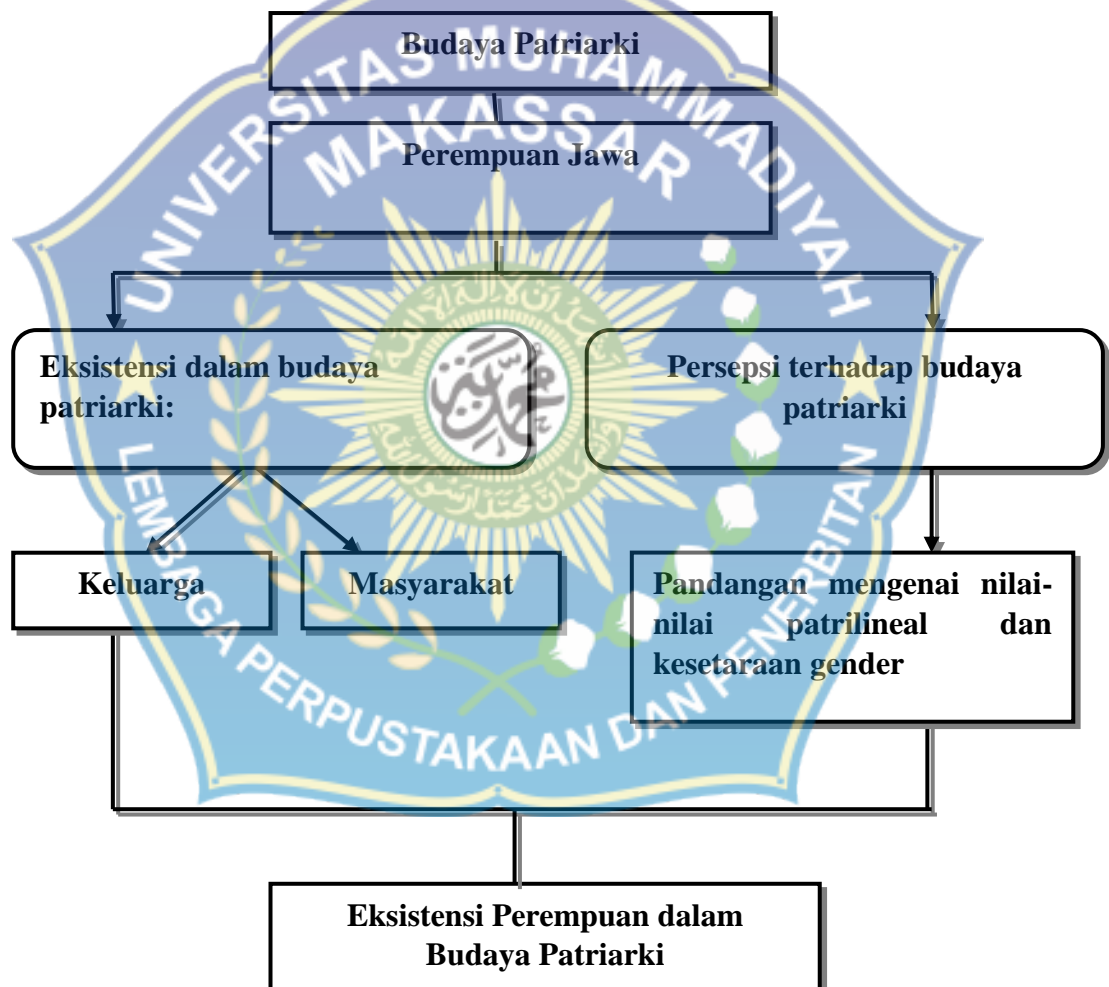 Budaya Patriarki
UNIVERSITAS MUHAMMADIYAH
MAKASSAR
Perempuan Jawa
Eksistensi dalam budaya
patriarki:
Persepsi terhadap budaya
patriarki
Keluarga
Masyarakat
Pandangan mengenai nilai-
nilai patrilineal dan
kesetaraan gender
LEMBAGA PERPUSTAKAAN DAN PENERBITAN
Eksistensi Perempuan dalam
Budaya Patriarki